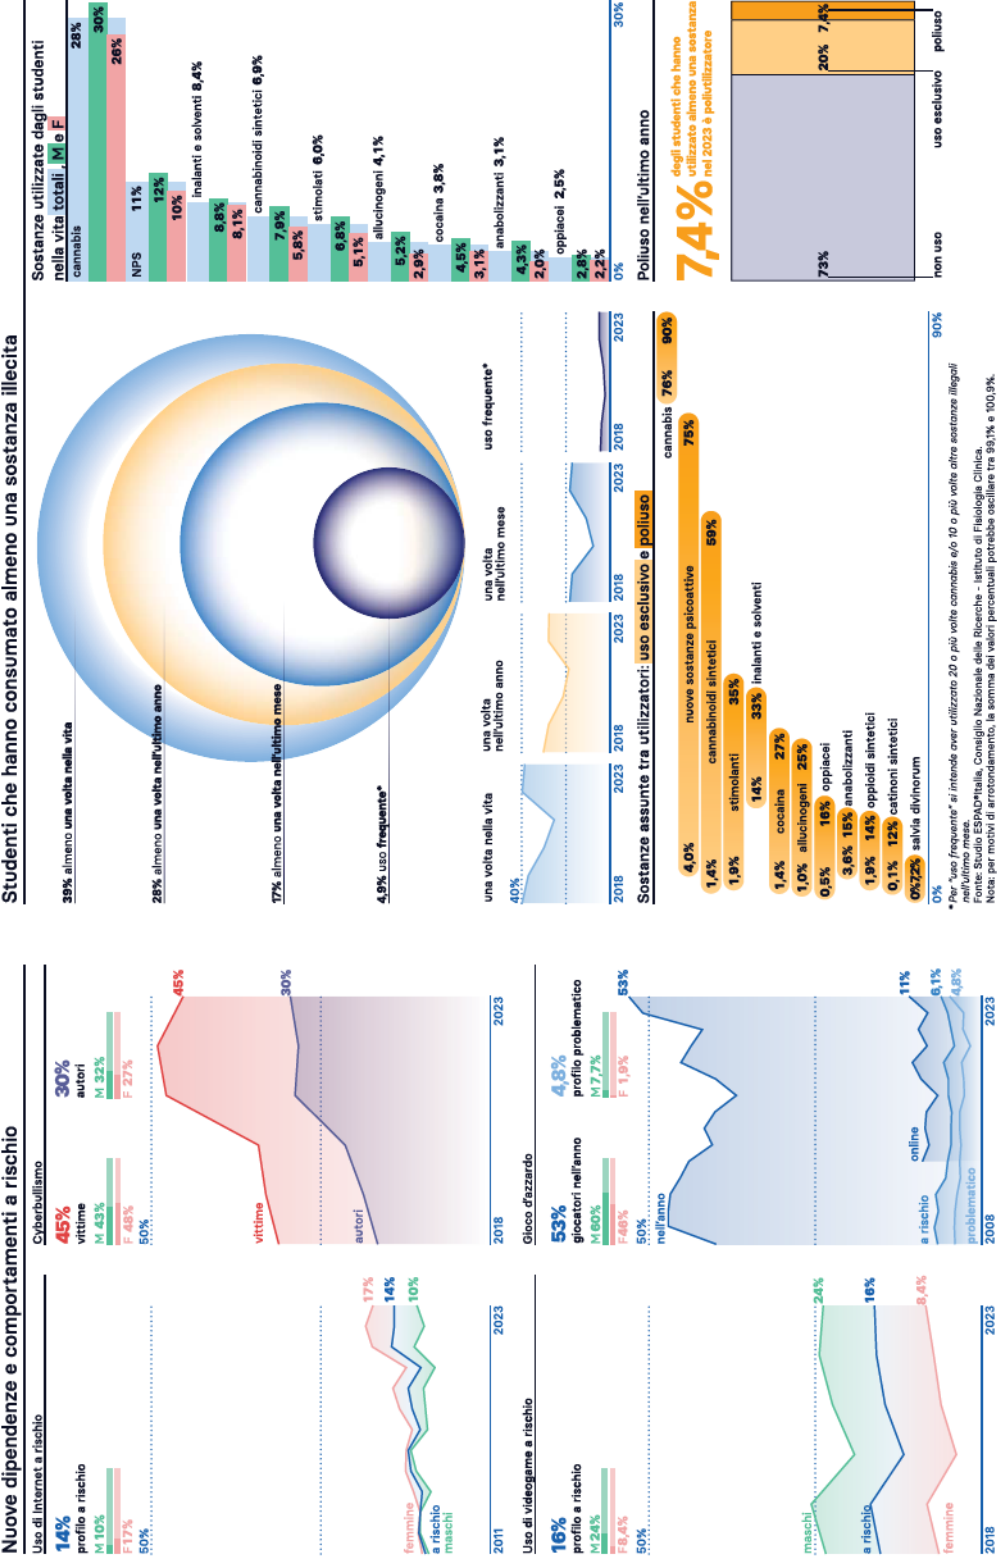 Nuove dipendenze e comportamenti a rischio
Uso di Internet a rischio
14%
profilo a rischio
M 10%
F 17%
50%
femmine
a rischio
maschi
17%
14%
10%
2011
2023
Cyberbullismo
45%
vittime
M 43%
F 48%
30%
autori
M 32%
F 27%
50%
vittime
autori
45%
30%
2018
2023
Uso di videogame a rischio
16%
profilo a rischio
M 24%
F 8,4%
50%
maschi
a rischio
femmine
24%
16%
8,4%
2018
2023
Gioco d'azzardo
53%
giocatori nell'anno
M 60%
F 46%
4,8%
profilo problematico
M 7,7%
F 1,9%
50%
nell'anno
online
a rischio
problematico
53%
11%
6,1%
4,8%
2008
2023
Studenti che hanno consumato almeno una sostanza illecita
39% almeno una volta nella vita
28% almeno una volta nell'ultimo anno
17% almeno una volta nell'ultimo mese
4,9% uso frequente*
una volta nella vita
40%
2018
2023
una volta
nell'ultimo anno
2018
2023
una volta
nell'ultimo mese
2018
2023
uso frequente*
2018
2023
Sostanze utilizzate dagli studenti
nella vita totali, M e F
cannabis
28%
30%
26%
NPS
11%
12%
10%
inalanti e solventi 8,4%
8,8%
8,1%
cannabinoidi sintetici 6,9%
7,9%
5,8%
stimolati 6,0%
6,8%
5,1%
allucinogeni 4,1%
5,2%
2,9%
cocaina 3,8%
4,5%
3,1%
anabolizzanti 3,1%
4,3%
2,0%
oppiacei 2,5%
2,8%
2,2%
0%
30%
Sostanze assunte tra utilizzatori: uso esclusivo e poliuso
cannabis 76% 90%
4,0% nuove sostanze psicoattive 75%
1,4% cannabinoidi sintetici 59%
1,9% stimolanti 35%
14% 33% inalanti e solventi
1,4% cocaina 27%
1,0% allucinogeni 25%
0,5% 16% oppiacei
3,6% 15% anabolizzanti
1,9% 14% oppioidi sintetici
0,1% 12% catinoni sintetici
0% 7,2% salvia divinorum
0%
90%
Poliuso nell'ultimo anno
7,4%
degli studenti che hanno
utilizzato almeno una sostanza
nel 2023 è poliutilizzatore
73%
20%
7,4%
non uso
uso esclusivo
poliuso
* Per "uso frequente" si intende aver utilizzato 20 o più volte cannabis e/o 10 o più volte altre sostanze illegali
nell'ultimo mese.
Fonte: Studio ESPAD®Italia, Consiglio Nazionale delle Ricerche - Istituto di Fisiologia Clinica.
Nota: per motivi di arrotondamento, la somma dei valori percentuali potrebbe oscillare tra 99,1% e 100,9%.